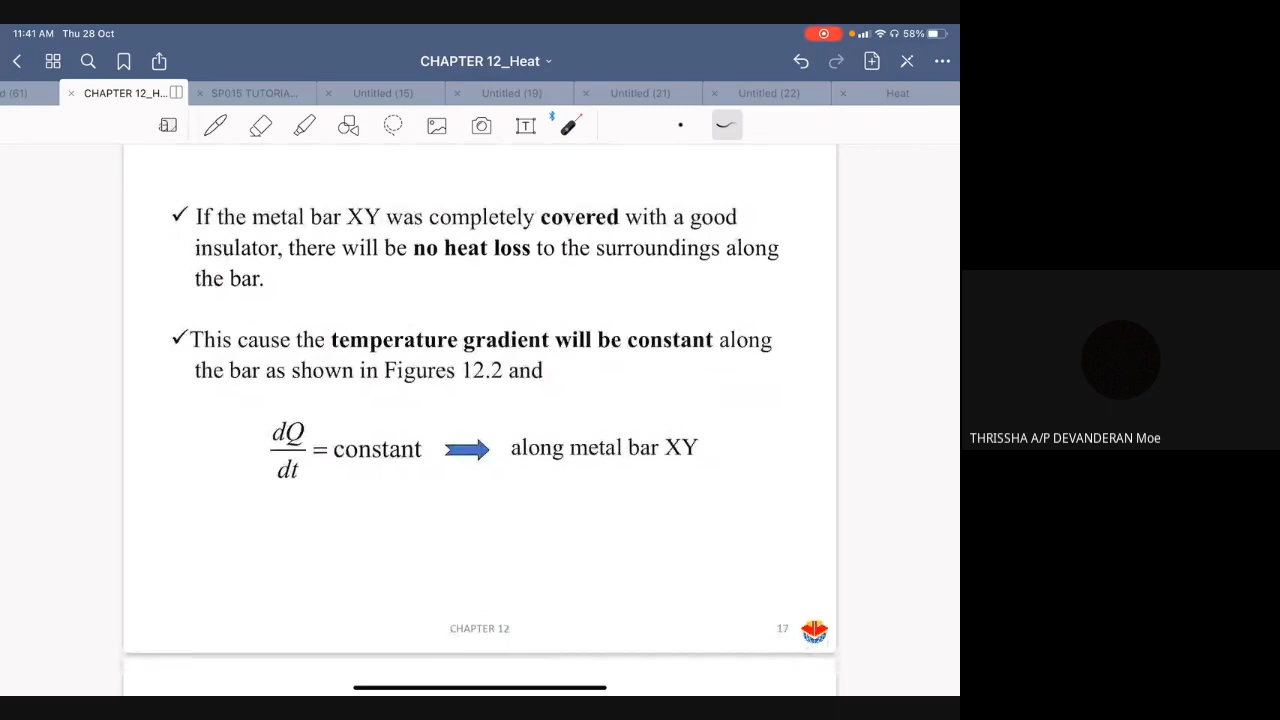 11:41 AM Thu 28 Oct
58%
CHAPTER 12_Heat
d (61)
CHAPTER 12_H...
SP015 TUTORIA...
Untitled (15)
Untitled (19)
Untitled (21)
Untitled (22)
Heat
T
✓ If the metal bar XY was completely covered with a good
insulator, there will be no heat loss to the surroundings along
the bar.
✓This cause the temperature gradient will be constant along
the bar as shown in Figures 12.2 and
dQ/dt = constant along metal bar XY
CHAPTER 12
17
THRISSHA A/P DEVANDERAN Moe